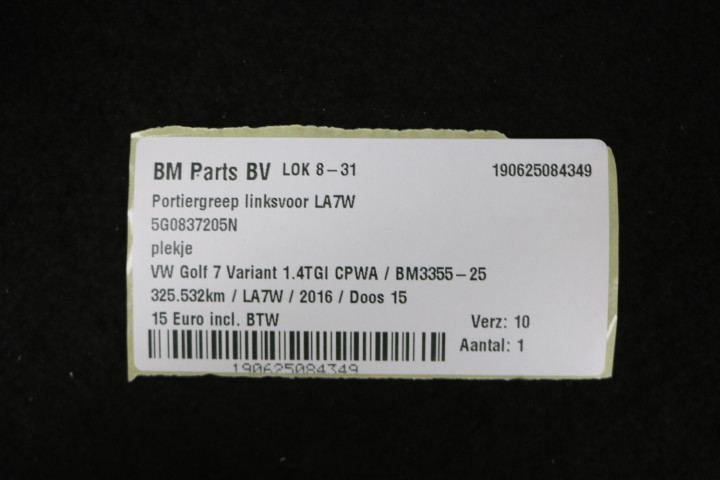 BM Parts BV LOK 8-31 190625084349
Portiergreep linksvoor LA7W
5G0837205N
plekje
VW Golf 7 Variant 1.4TGI CPWA / BM3355-25
325.532km / LA7W / 2016 / Doos 15
15 Euro incl. BTW Verz: 10
Aantal: 1
190625084349